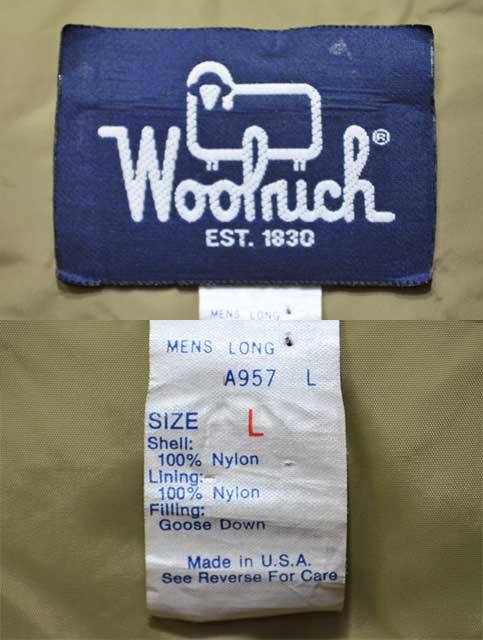 Woolrich®
EST. 1830
MENS LONG
MENS LONG
A957 L
SIZE L
Shell:
100% Nylon
Lining:
100% Nylon
Filling:
Goose Down
Made in U.S.A.
See Reverse For Care